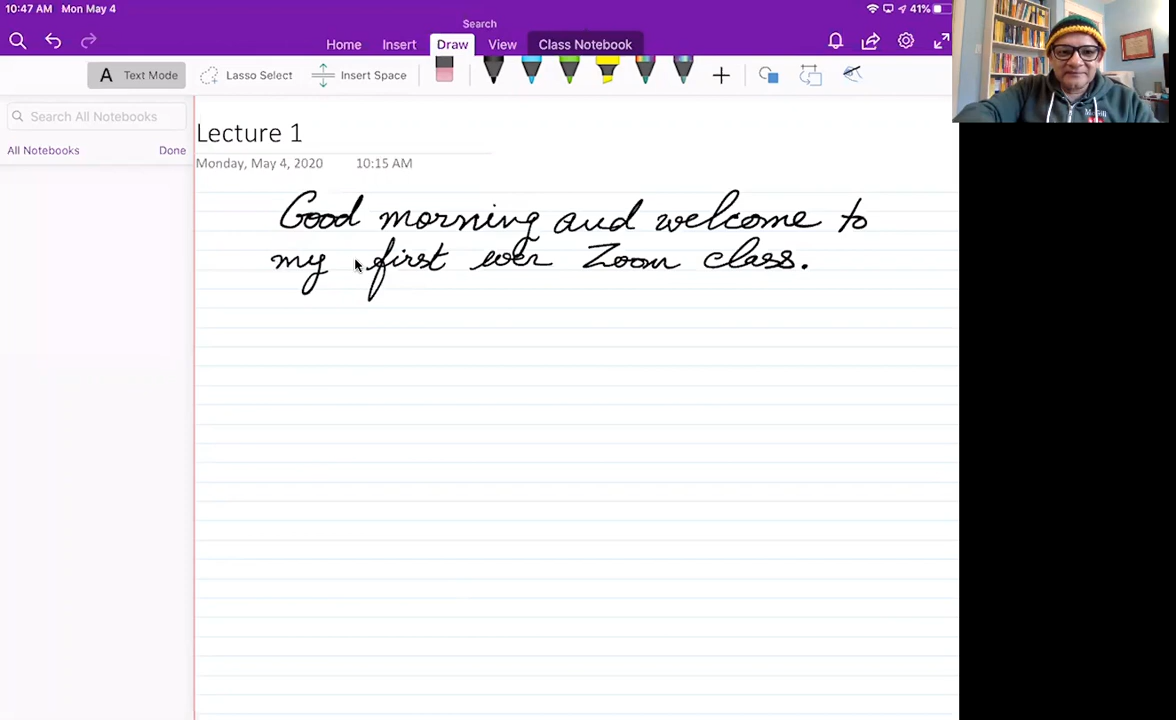 10:47 AM Mon May 4
41%
Search
Home Insert Draw View Class Notebook
A Text Mode Lasso Select Insert Space
Search All Notebooks
All Notebooks Done
Lecture 1
Monday, May 4, 2020 10:15 AM
Good morning and welcome to
my first ever Zoom class.
McGill